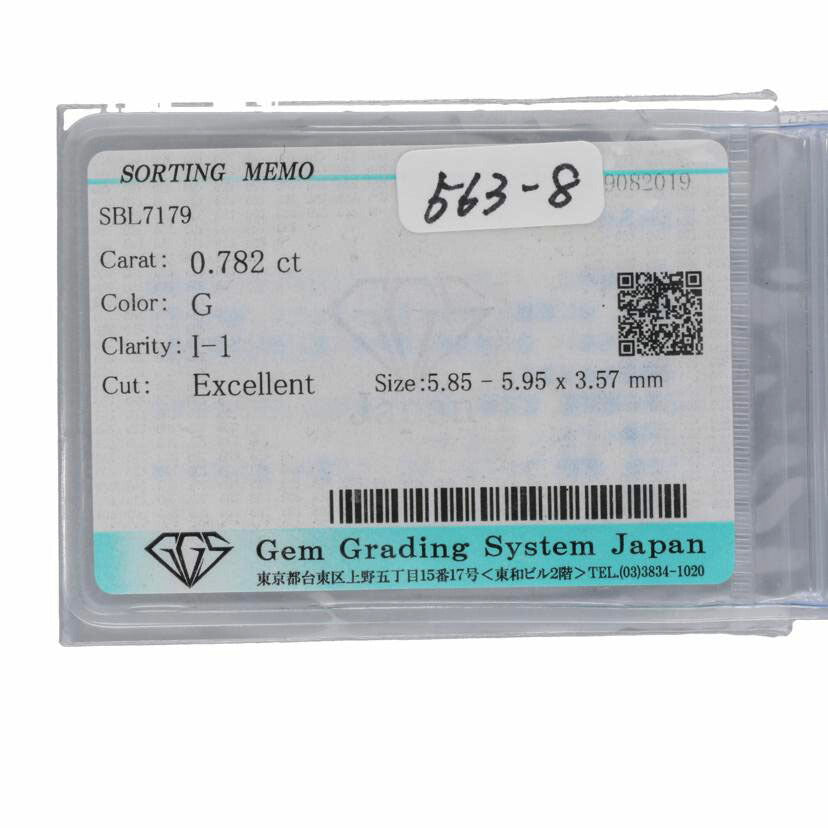 SORTING MEMO
563-8
9082019
SBL7179
Carat: 0.782 ct
Color: G
Clarity: I-1
Cut: Excellent
Size:5.85 - 5.95 x 3.57 mm
GGS
Gem Grading System Japan
東京都台東区上野五丁目15番17号<東和ビル2階>TEL.(03)3834-1020